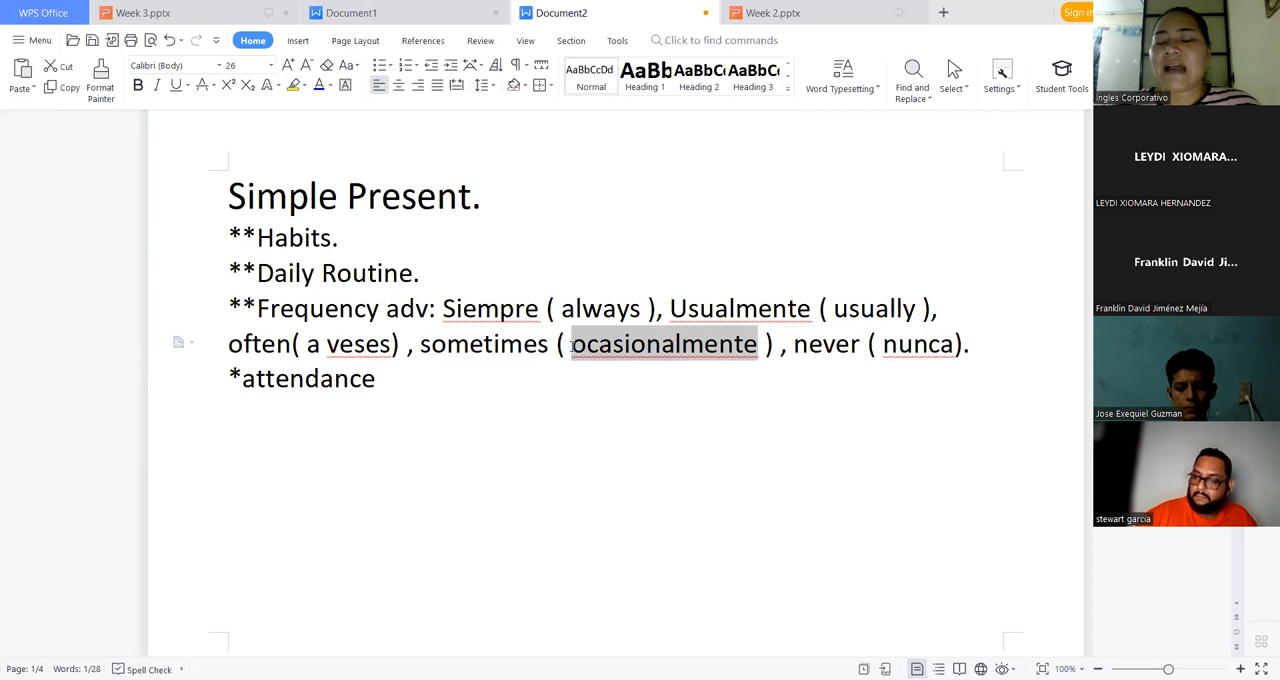 WPS Office
Week 3.pptx
Document1
Document2
Week 2.pptx
Sign in
Menu
Home
Insert
Page Layout
References
Review
View
Section
Tools
Click to find commands
Paste
Cut
Copy
Format Painter
Calibri (Body)
26
AaBbCcDd
Normal
AaBb
Heading 1
AaBbC
Heading 2
AaBbC
Heading 3
Word Typesetting
Find and Replace
Select
Settings
Student Tools
Simple Present.
**Habits.
**Daily Routine.
**Frequency adv: Siempre ( always ), Usualmente ( usually ),
often( a veses) , sometimes ( ocasionalmente ) , never ( nunca).
*attendance
Ingles Corporativo
LEYDI XIOMARA...
LEYDI XIOMARA HERNANDEZ
Franklin David Ji...
Franklin David Jiménez Mejía
Jose Exequiel Guzman
stewart garcía
Page: 1/4
Words: 1/28
Spell Check
100%